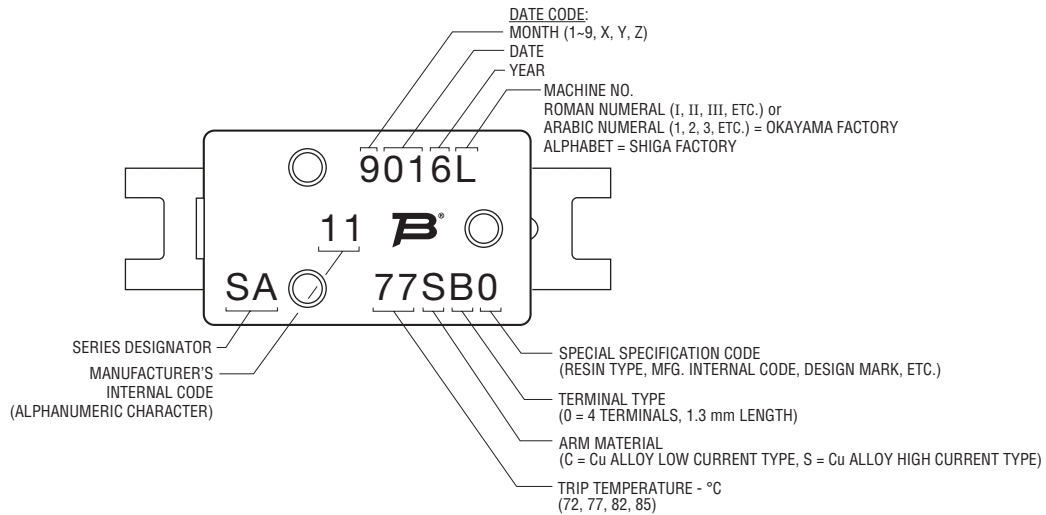 DATE CODE:
MONTH (1~9, X, Y, Z)
DATE
YEAR
MACHINE NO.
ROMAN NUMERAL (I, II, III, ETC.) or
ARABIC NUMERAL (1, 2, 3, ETC.) = OKAYAMA FACTORY
ALPHABET = SHIGA FACTORY
9016L
11 B®
SA 77SB0
SERIES DESIGNATOR
MANUFACTURER'S
INTERNAL CODE
(ALPHANUMERIC CHARACTER)
SPECIAL SPECIFICATION CODE
(RESIN TYPE, MFG. INTERNAL CODE, DESIGN MARK, ETC.)
TERMINAL TYPE
(0 = 4 TERMINALS, 1.3 mm LENGTH)
ARM MATERIAL
(C = Cu ALLOY LOW CURRENT TYPE, S = Cu ALLOY HIGH CURRENT TYPE)
TRIP TEMPERATURE - °C
(72, 77, 82, 85)